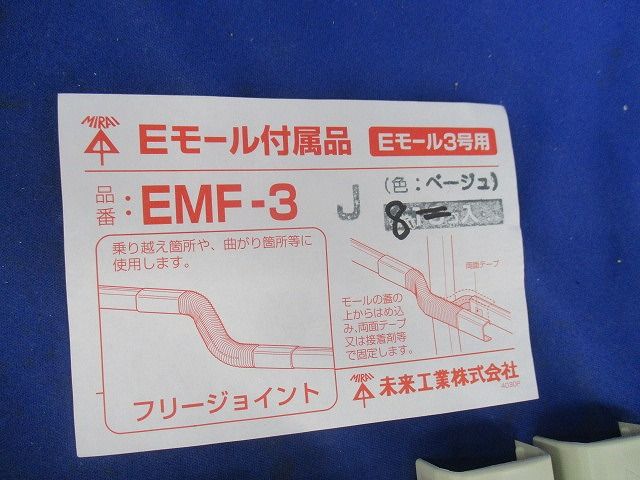 MIRAI
Eモール付属品
Eモール3号用
品番:
EMF-3
J
(色:ベージュ)
8
入
乗り越え箇所や、曲がり箇所等に
使用します。
フリージョイント
両面テープ
モールの蓋の
上からはめ込
み、両面テープ
又は接着剤等
で固定します。
MIRAI
未来工業株式会社